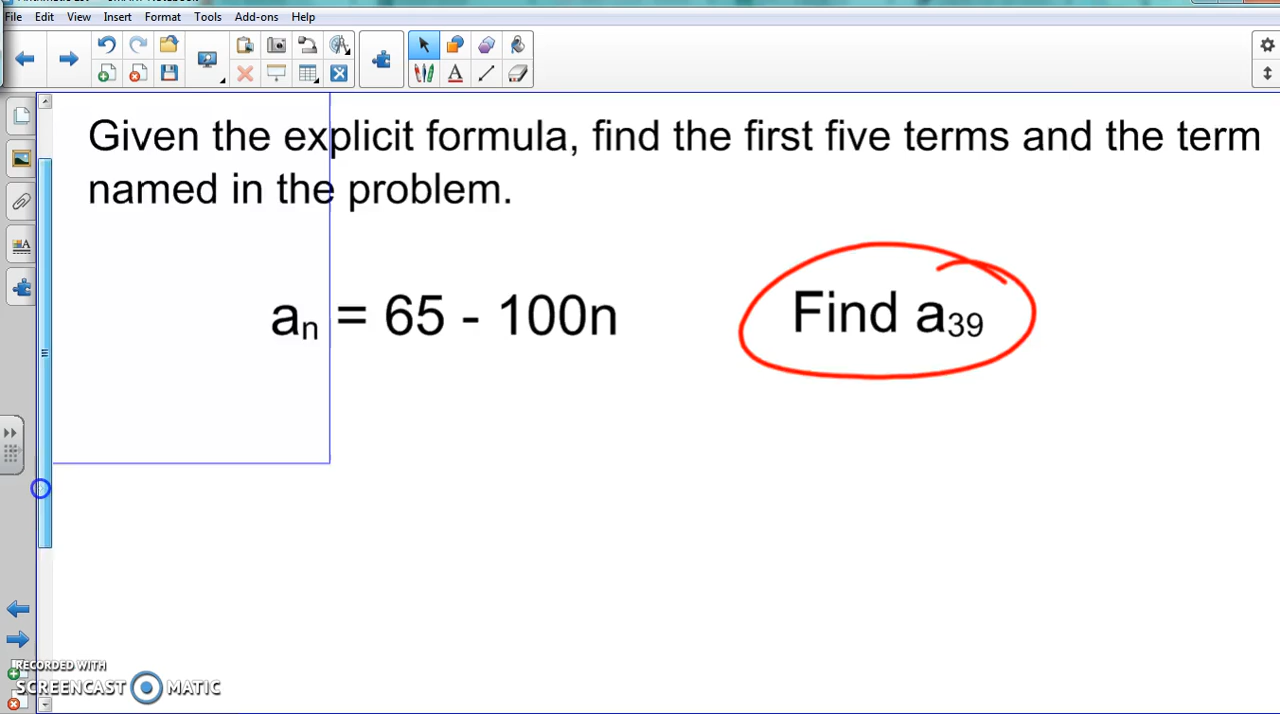 File Edit View Insert Format Tools Add-ons Help
Given the explicit formula, find the first five terms and the term
named in the problem.
aₙ = 65 - 100n
Find a₃₉
RECORDED WITH
SCREENCAST MATIC